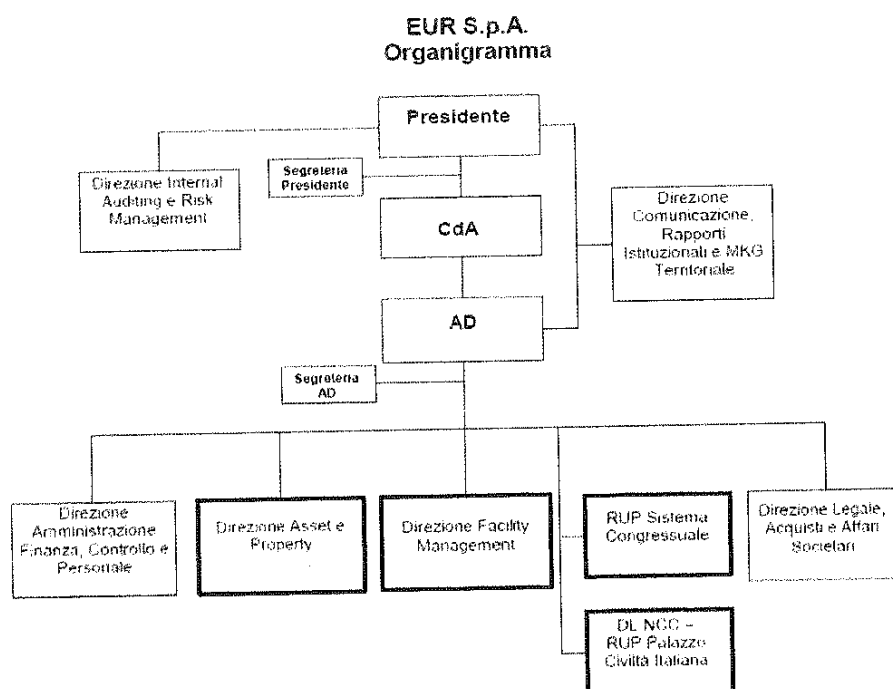 EUR S.p.A.
Organigramma
Presidente
Segreteria
Presidente
Direzione Internal
Auditing e Risk
Management
CdA
Direzione
Comunicazione,
Rapporti
Istituzionali e MKG
Territoriale
AD
Segreteria
AD
Direzione
Amministrazione
Finanza, Controllo e
Personale
Direzione Asset e
Property
Direzione Facility
Management
RUP Sistema
Congressuale
Direzione Legale,
Acquisti e Affari
Societari
DL NCC –
RUP Palazzo
Civiltà Italiana